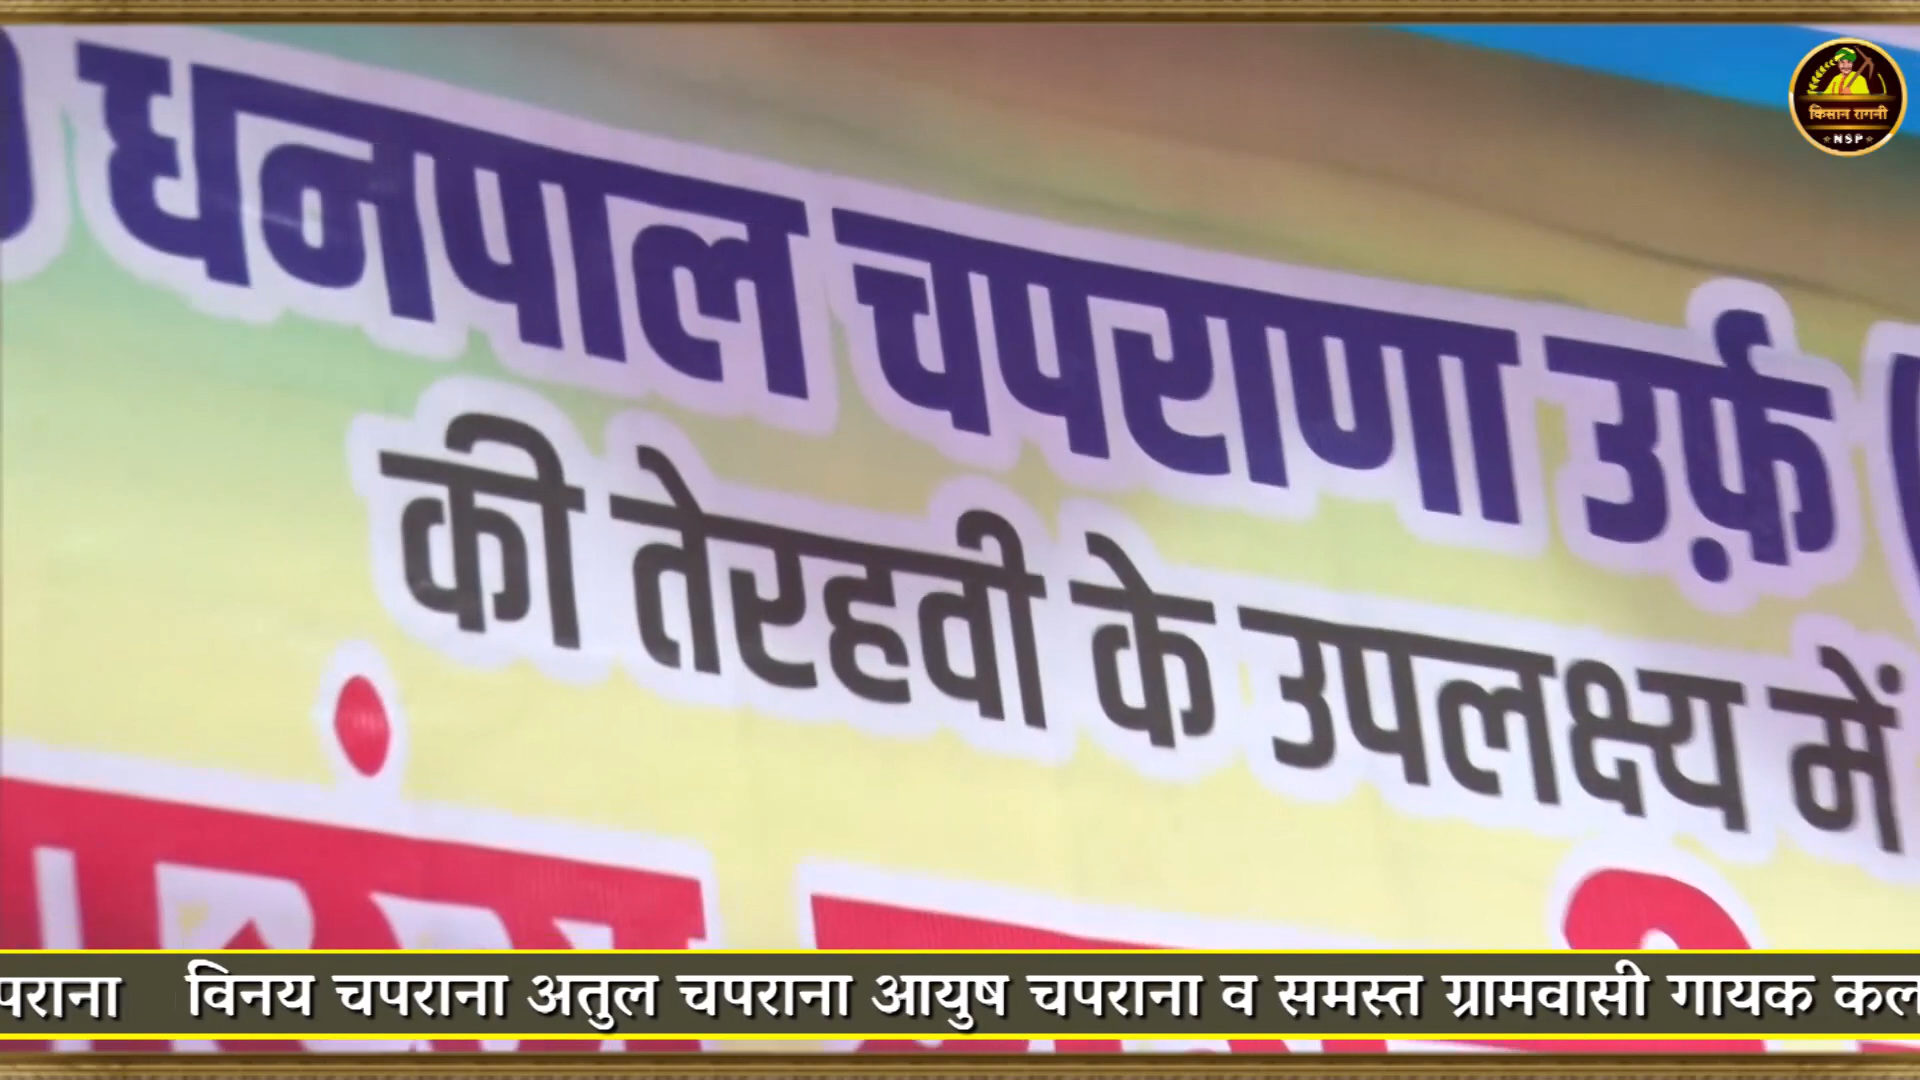 धनपाल चपराणा उर्फ़ (
की तेरहवी के उपलक्ष्य में
किसान रागनी
NSP
पराना विनय चपराना अतुल चपराना आयुष चपराना व समस्त ग्रामवासी गायक कल